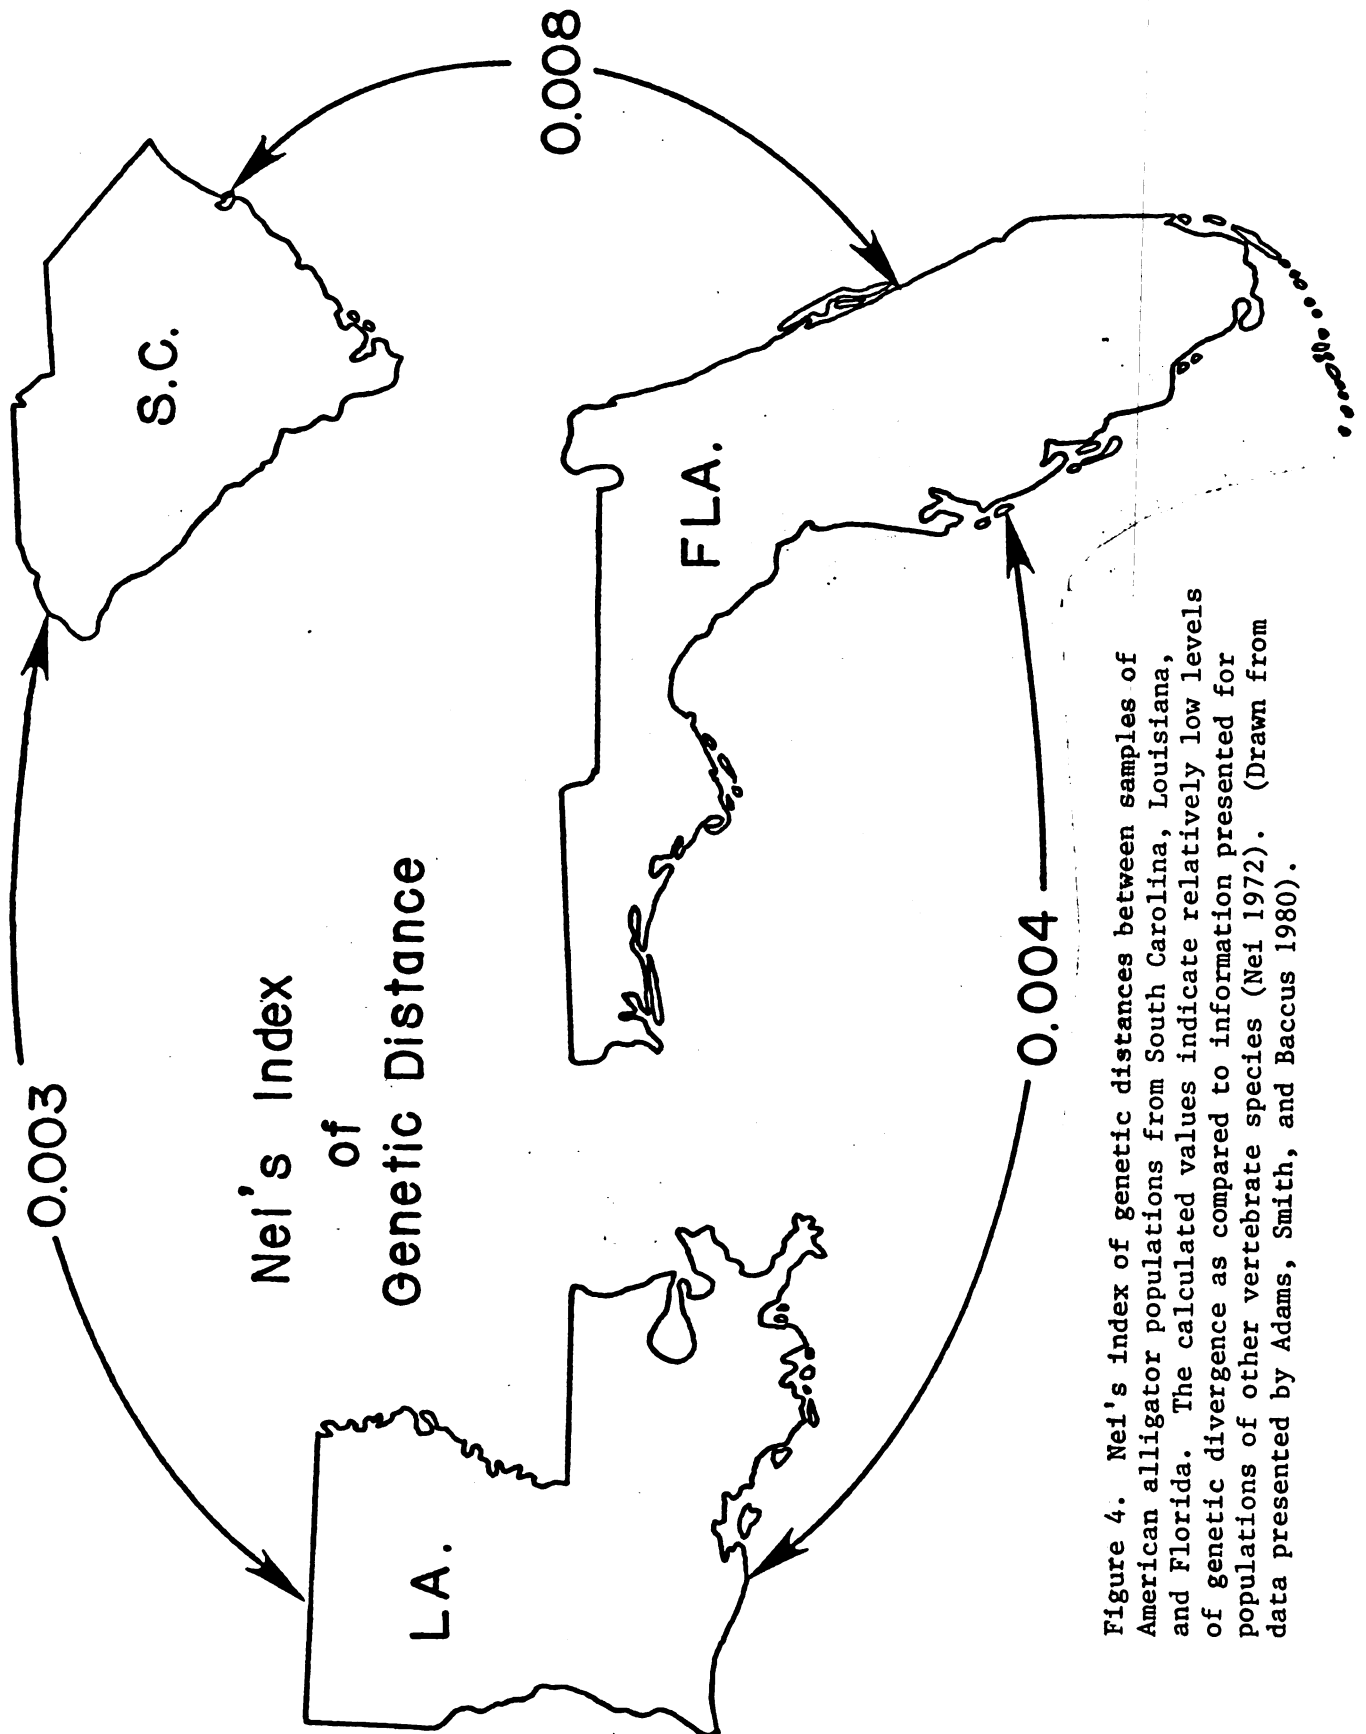 0.003
S.C.
0.008
Nei's Index
of
Genetic Distance
FLA.
LA.
0.004
Figure 4. Nei's index of genetic distances between samples of
American alligator populations from South Carolina, Louisiana,
and Florida. The calculated values indicate relatively low levels
of genetic divergence as compared to information presented for
populations of other vertebrate species (Nei 1972). (Drawn from
data presented by Adams, Smith, and Baccus 1980).